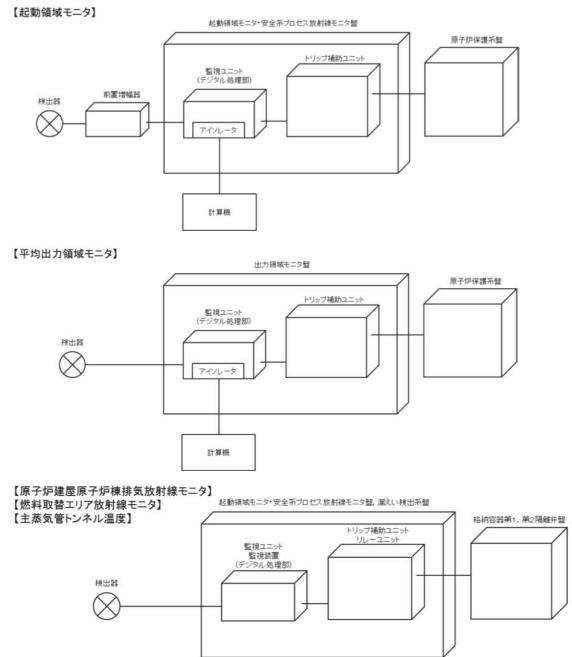 【起動領域モニタ】
起動領域モニタ・安全系プロセス放射線モニタ盤
検出器
前置増幅器
監視ユニット
(デジタル処理部)
アイソレータ
トリップ補助ユニット
原子炉保護系盤
計算機
【平均出力領域モニタ】
出力領域モニタ盤
検出器
監視ユニット
(デジタル処理部)
アイソレータ
トリップ補助ユニット
原子炉保護系盤
計算機
【原子炉建屋原子炉棟排気放射線モニタ】
【燃料取替エリア放射線モニタ】
【主蒸気管トンネル温度】
起動領域モニタ・安全系プロセス放射線モニタ盤, 漏えい検出系盤
検出器
監視ユニット
監視装置
(デジタル処理部)
トリップ補助ユニット
リレーユニット
格納容器第1, 第2隔離弁盤